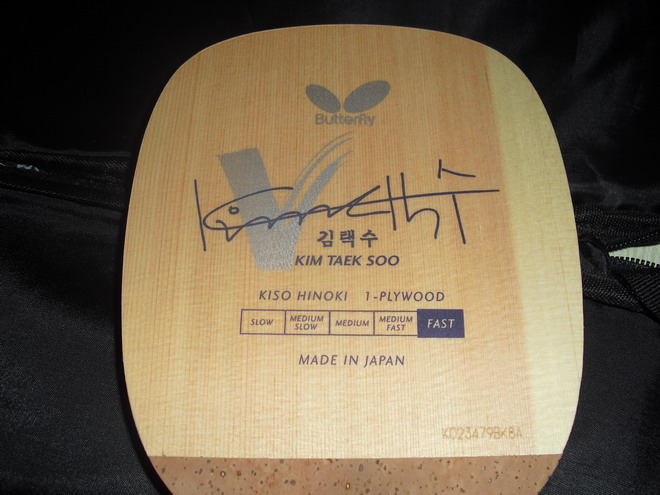 Butterfly
V
김택수
KIM TAEK SOO
KISO HINOKI 1-PLYWOOD
SLOW MEDIUM SLOW MEDIUM MEDIUM FAST FAST
MADE IN JAPAN
K023479BK8A